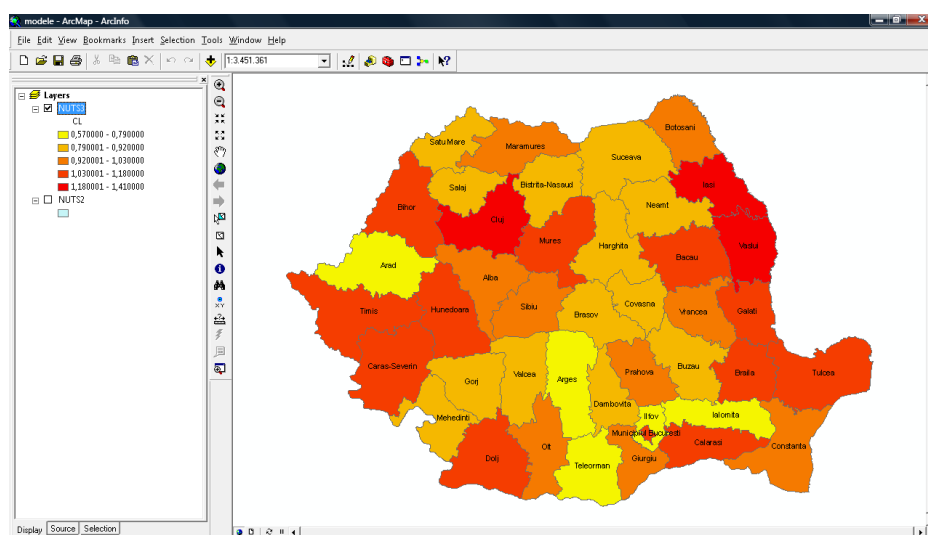 modele - ArcMap - ArcInfo
File Edit View Bookmarks Insert Selection Tools Window Help
1:3.451.361
Layers
NUTS3
CL
0,570000 - 0,790000
0,790001 - 0,920000
0,920001 - 1,030000
1,030001 - 1,180000
1,180001 - 1,410000
NUTS2
Botosani
Satu Mare
Maramures
Suceava
Iasi
Salaj
Bistrita-Nasaud
Neamt
Bihor
Cluj
Mures
Harghita
Bacau
Vaslui
Arad
Alba
Timis
Hunedoara
Sibiu
Brasov
Covasna
Vrancea
Galati
Caras-Severin
Gorj
Valcea
Arges
Prahova
Buzau
Braila
Tulcea
Mehedinti
Dambovita
Ilfov
Ialomita
Municipiul Bucuresti
Calarasi
Constanta
Dolj
Olt
Teleorman
Giurgiu
Display Source Selection